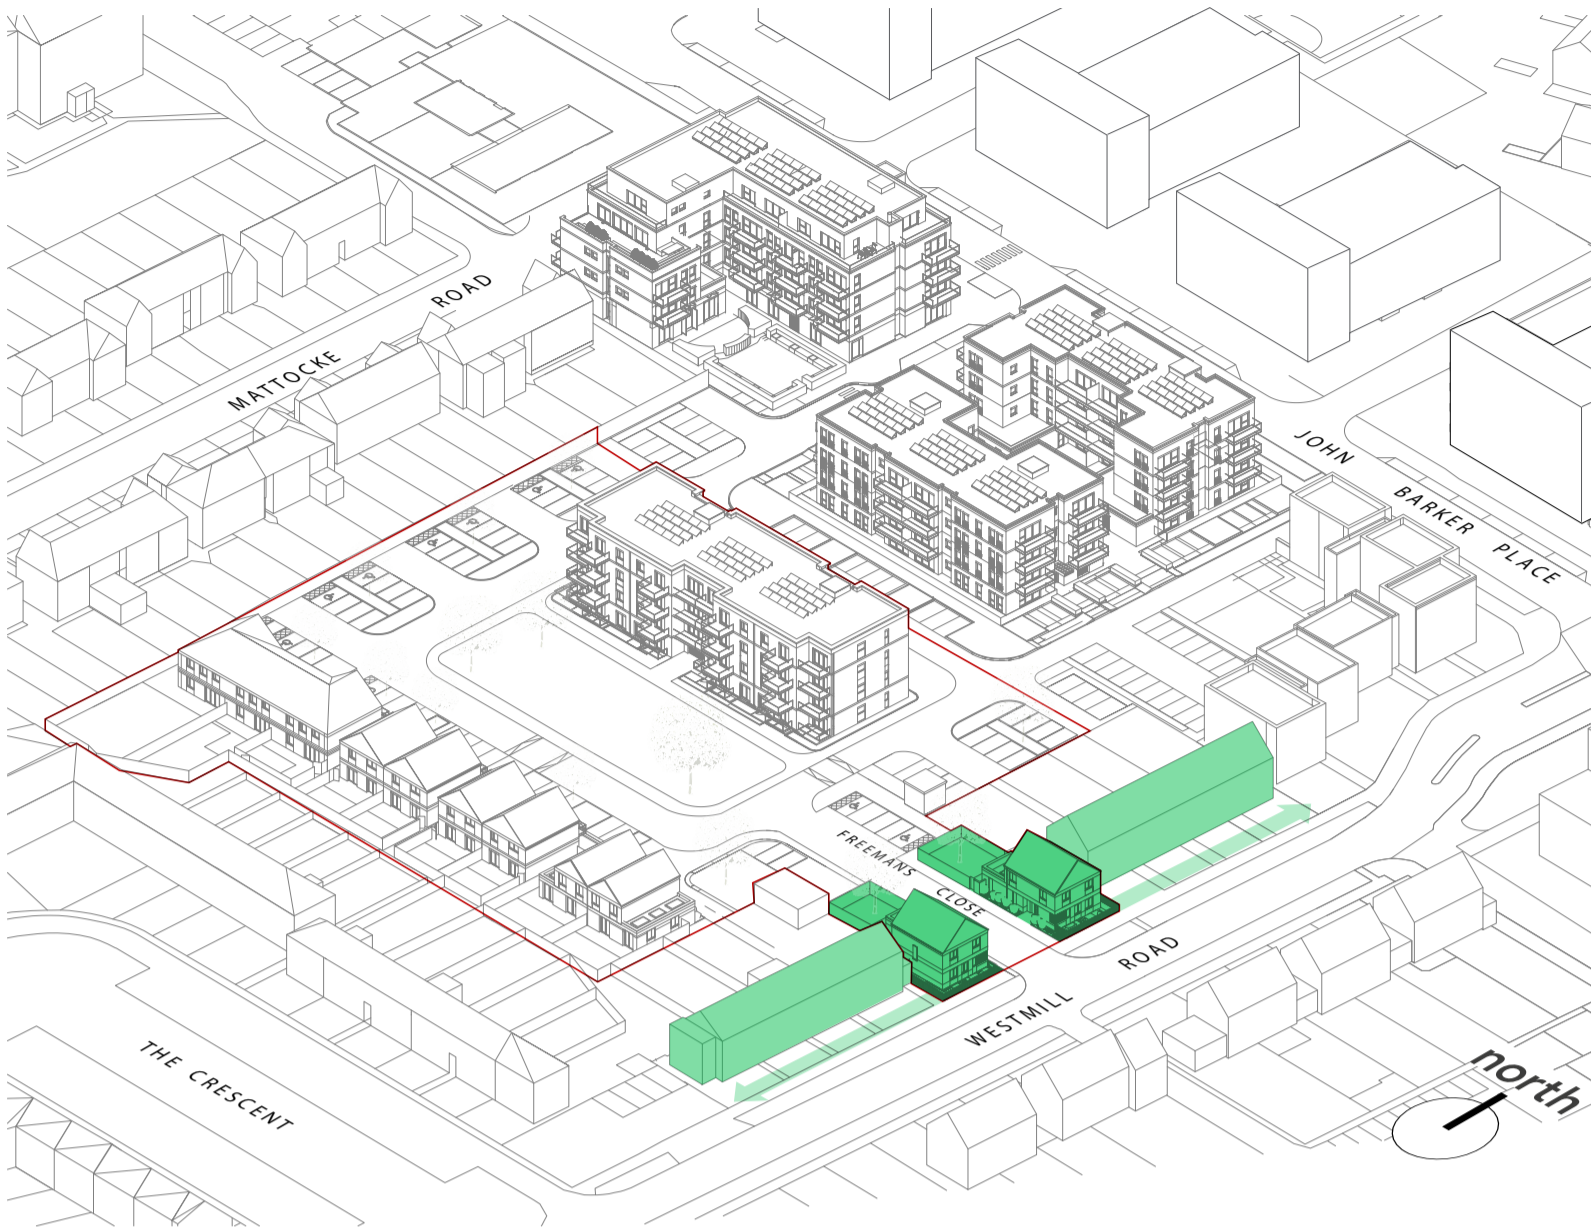 MATTOCKE ROAD
JOHN BARKER PLACE
FREEMANS CLOSE
WESTMILL ROAD
THE CRESCENT
north